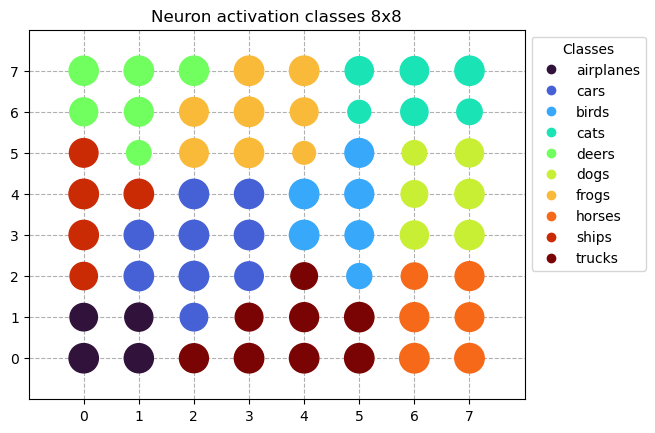 Neuron activation classes 8x8
7
6
5
4
3
2
1
0
0 1 2 3 4 5 6 7
Classes
airplanes
cars
birds
cats
deers
dogs
frogs
horses
ships
trucks